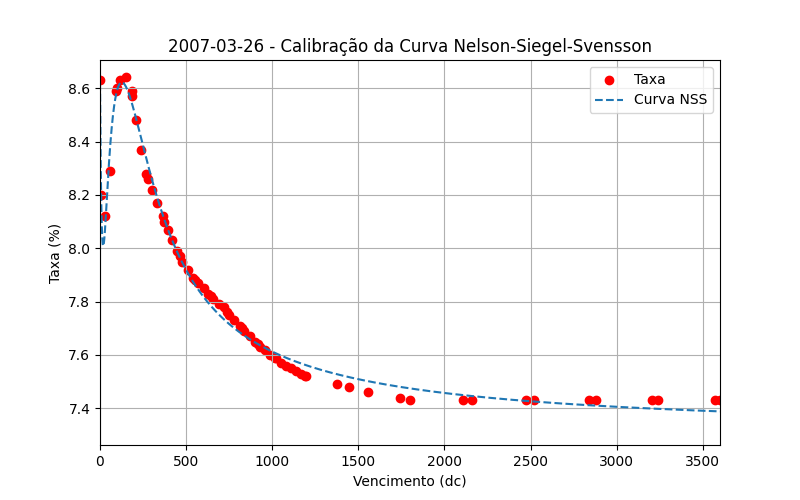 2007-03-26 - Calibração da Curva Nelson-Siegel-Svensson
Taxa
Curva NSS
Taxa (%)
8.6
8.4
8.2
8.0
7.8
7.6
7.4
0 500 1000 1500 2000 2500 3000 3500
Vencimento (dc)